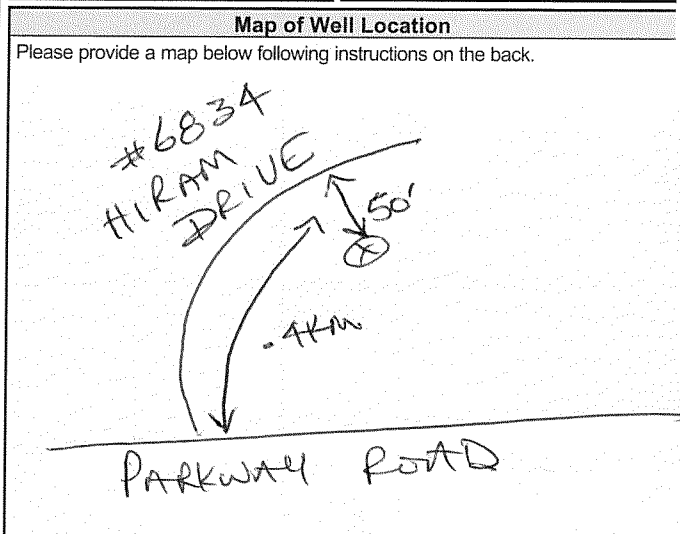 Map of Well Location
Please provide a map below following instructions on the back.
#6834
HIRAM
DRIVE
50'
X
.4KM
PARKWAY ROAD